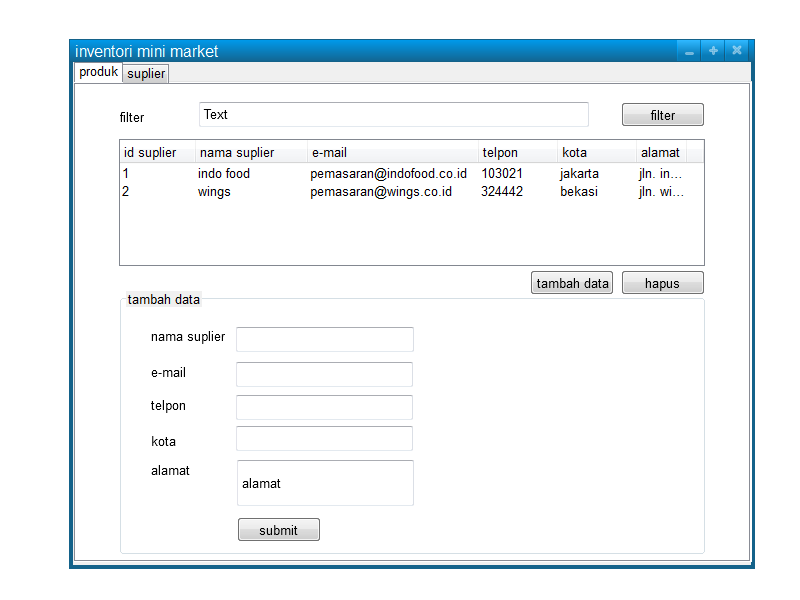 inventori mini market
produk suplier
filter Text filter
id suplier nama suplier e-mail telpon kota alamat
1 indo food pemasaran@indofood.co.id 103021 jakarta jln. in...
2 wings pemasaran@wings.co.id 324442 bekasi jln. wi...
tambah data hapus
tambah data
nama suplier
e-mail
telpon
kota
alamat
alamat
submit